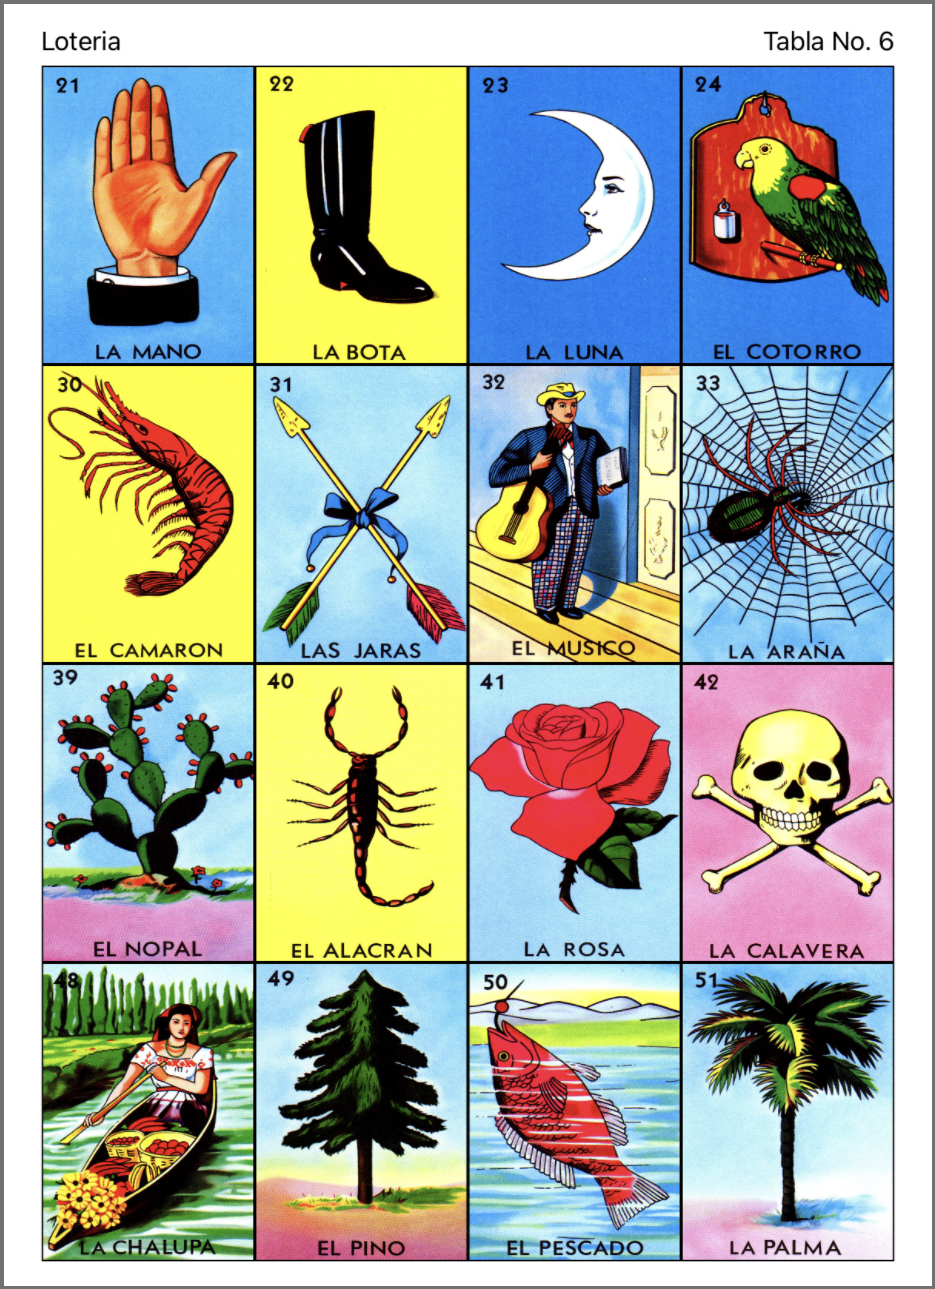 Loteria
Tabla No. 6
21
22
23
24
LA MANO
LA BOTA
LA LUNA
EL COTORRO
30
31
32
33
EL CAMARON
LAS JARAS
EL MUSICO
LA ARAÑA
39
40
41
42
EL NOPAL
EL ALACRAN
LA ROSA
LA CALAVERA
48
49
50
51
LA CHALUPA
EL PINO
EL PESCADO
LA PALMA